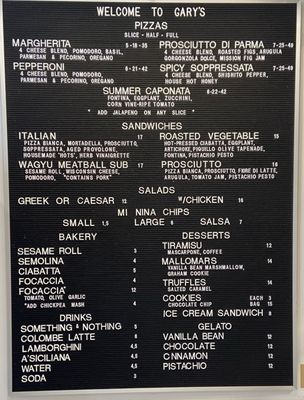 WELCOME TO GARY'S
PIZZAS
SLICE - HALF - FULL
MARGHERITA 5-18-35
4 CHEESE BLEND, POMODORO, BASIL,
PARMESAN & PECORINO, OREGANO
PROSCIUTTO DI PARMA 7-25-49
4 CHEESE BLEND, ROASTED FIGS, ARUGULA
GORGONZOLA DOLCE, MISSION FIG JAM
PEPPERONI 6-21-42
4 CHEESE BLEND, POMODORO,
PARMESAN & PECORINO, OREGANO
SPICY SOPPRESSATA 7-25-49
4 CHEESE BLEND, SHISHITO PEPPER,
HOUSE HOT HONEY
SUMMER CAPONATA 6-22-42
FONTINA, EGGPLANT, ZUCCHINI,
CORN VINE-RIPE TOMATO
* ADD JALAPENO ON ANY SLICE *
SANDWICHES
ITALIAN 17
PIZZA BIANCA, MORTADELLA, PROSCIUTTO,
SOPPRESSATA, AGED PROVOLONE,
HOUSEMADE 'HOTS', HERB VINAIGRETTE
ROASTED VEGETABLE 15
HOT-PRESSED CIABATTA, EGGPLANT,
ARTICHOKE, PIQUILLO OLIVE TAPENADE,
FONTINA, PISTACHIO PESTO
WAGYU MEATBALL SUB 17
SESAME ROLL, WISCONSIN CHEESE,
POMODORO, *CONTAINS PORK*
PROSCIUTTO 16
PIZZA BIANCA, PROSCIUTTO, FIORE DI LATTE,
ARUGULA, TOMATO JAM, PISTACHIO PESTO
SALADS
GREEK OR CAESAR 12
W/CHICKEN 16
MI NINA CHIPS
SMALL 1,5 LARGE 6 SALSA 7
BAKERY
SESAME ROLL 3
SEMOLINA 4
CIABATTA 5
FOCACCIA 4
FOCACCIA+ 12
TOMATO, OLIVE GARLIC
*ADD CHICKPEA MASH 4
DRINKS
SOMETHING & NOTHING 5
COLOMBE LATTE 6
LAMBORGHINI 4,5
A'SICILIANA 4,5
WATER 4,5
SODA 3
DESSERTS
TIRAMISU 12
MASCARPONE, COFFEE
MALLOMARS 14
VANILLA BEAN MARSHMALLOW,
GRAHAM COOKIE
TRUFFLES 14
SALTED CARAMEL
COOKIES EACH 3
CHOCOLATE CHIP BAG 15
ICE CREAM SANDWICH 8
GELATO
VANILLA BEAN 12
CHOCOLATE 12
CINNAMON 12
PISTACHIO 12